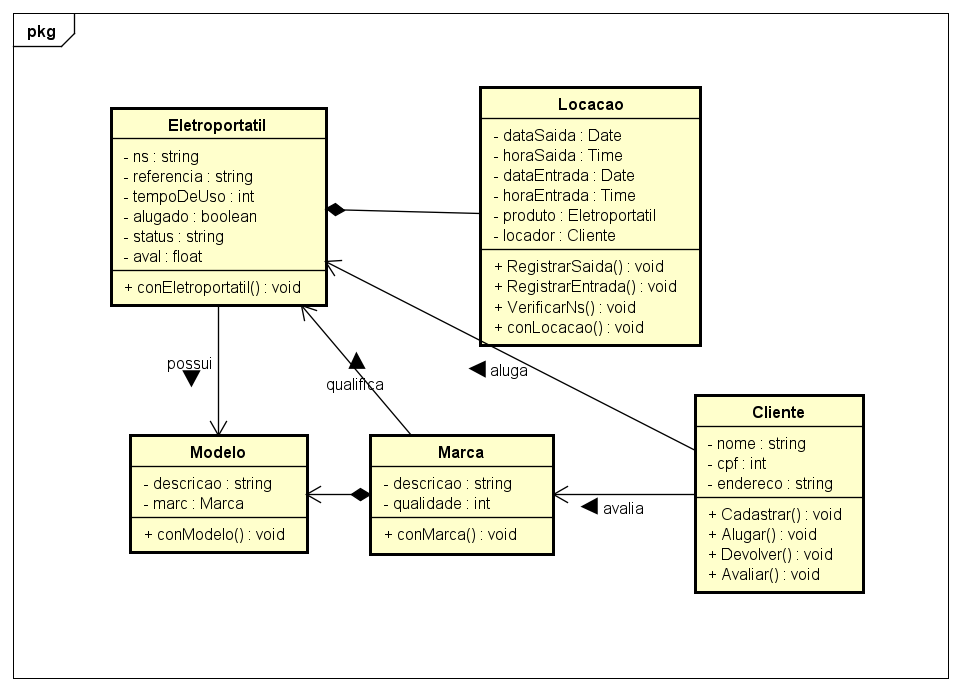 pkg
Eletroportatil
- ns : string
- referencia : string
- tempoDeUso : int
- alugado : boolean
- status : string
- aval : float
+ conEletroportatil() : void
Locacao
- dataSaida : Date
- horaSaida : Time
- dataEntrada : Date
- horaEntrada : Time
- produto : Eletroportatil
- locador : Cliente
+ RegistrarSaida() : void
+ RegistrarEntrada() : void
+ VerificarNs() : void
+ conLocacao() : void
possui
qualifica
aluga
Modelo
- descricao : string
- marc : Marca
+ conModelo() : void
Marca
- descricao : string
- qualidade : int
+ conMarca() : void
avalia
Cliente
- nome : string
- cpf : int
- endereco : string
+ Cadastrar() : void
+ Alugar() : void
+ Devolver() : void
+ Avaliar() : void